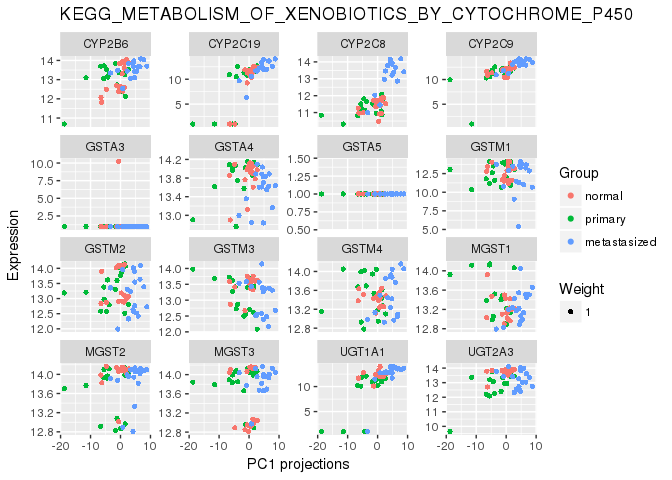 KEGG_METABOLISM_OF_XENOBIOTICS_BY_CYTOCHROME_P450
CYP2B6 CYP2C19 CYP2C8 CYP2C9
14 13 12 11
10 5
14 13 12 11
10 5
GSTA3 GSTA4 GSTA5 GSTM1
10.0 7.5 5.0 2.5
14.2 13.8 13.4 13.0
1.50 1.25 1.00 0.75 0.50
12.5 10.0 7.5 5.0
GSTM2 GSTM3 GSTM4 MGST1
14.0 13.5 13.0 12.5 12.0
14.0 13.5 13.0 12.5 12.0
14.0 13.6 13.2 12.8
14.0 13.6 13.2 12.8
MGST2 MGST3 UGT1A1 UGT2A3
14.0 13.6 13.2 12.8
14.0 13.6 13.2 12.8
10 5
14 13 12 11 10
-20 -10 0 10 -20 -10 0 10 -20 -10 0 10 -20 -10 0 10
PC1 projections
Expression
Group
normal
primary
metastasized
Weight
1